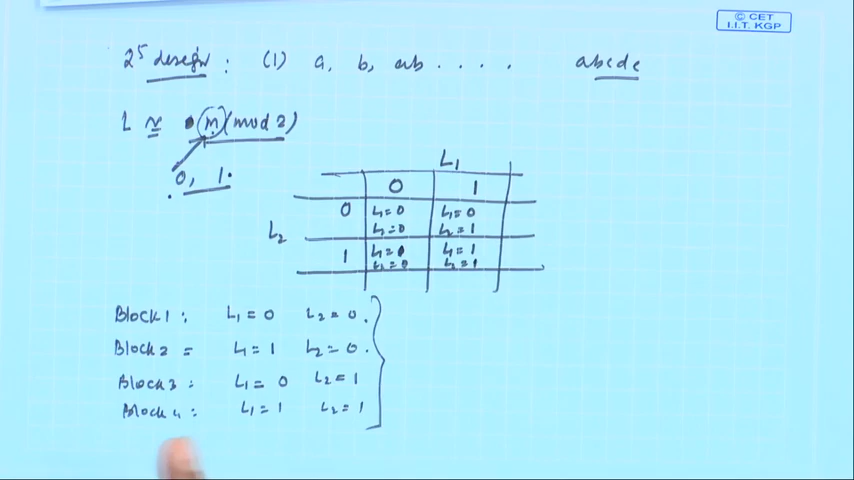 © CET
I.I.T. KGP
2⁵ design : (1) a, b, ab . . . . abcde
L ≅ m (mod 2)
0, 1.
L₁
0 1
0 L₁=0 L₁=0
L₂ L₂=0 L₂=1
1 L₁=0 L₁=1
L₂=0 L₂=1
Block 1 : L₁ = 0 L₂ = 0.
Block 2 = L₁ = 1 L₂ = 0.
Block 3 : L₁ = 0 L₂ = 1
Block 4 : L₁ = 1 L₂ = 1